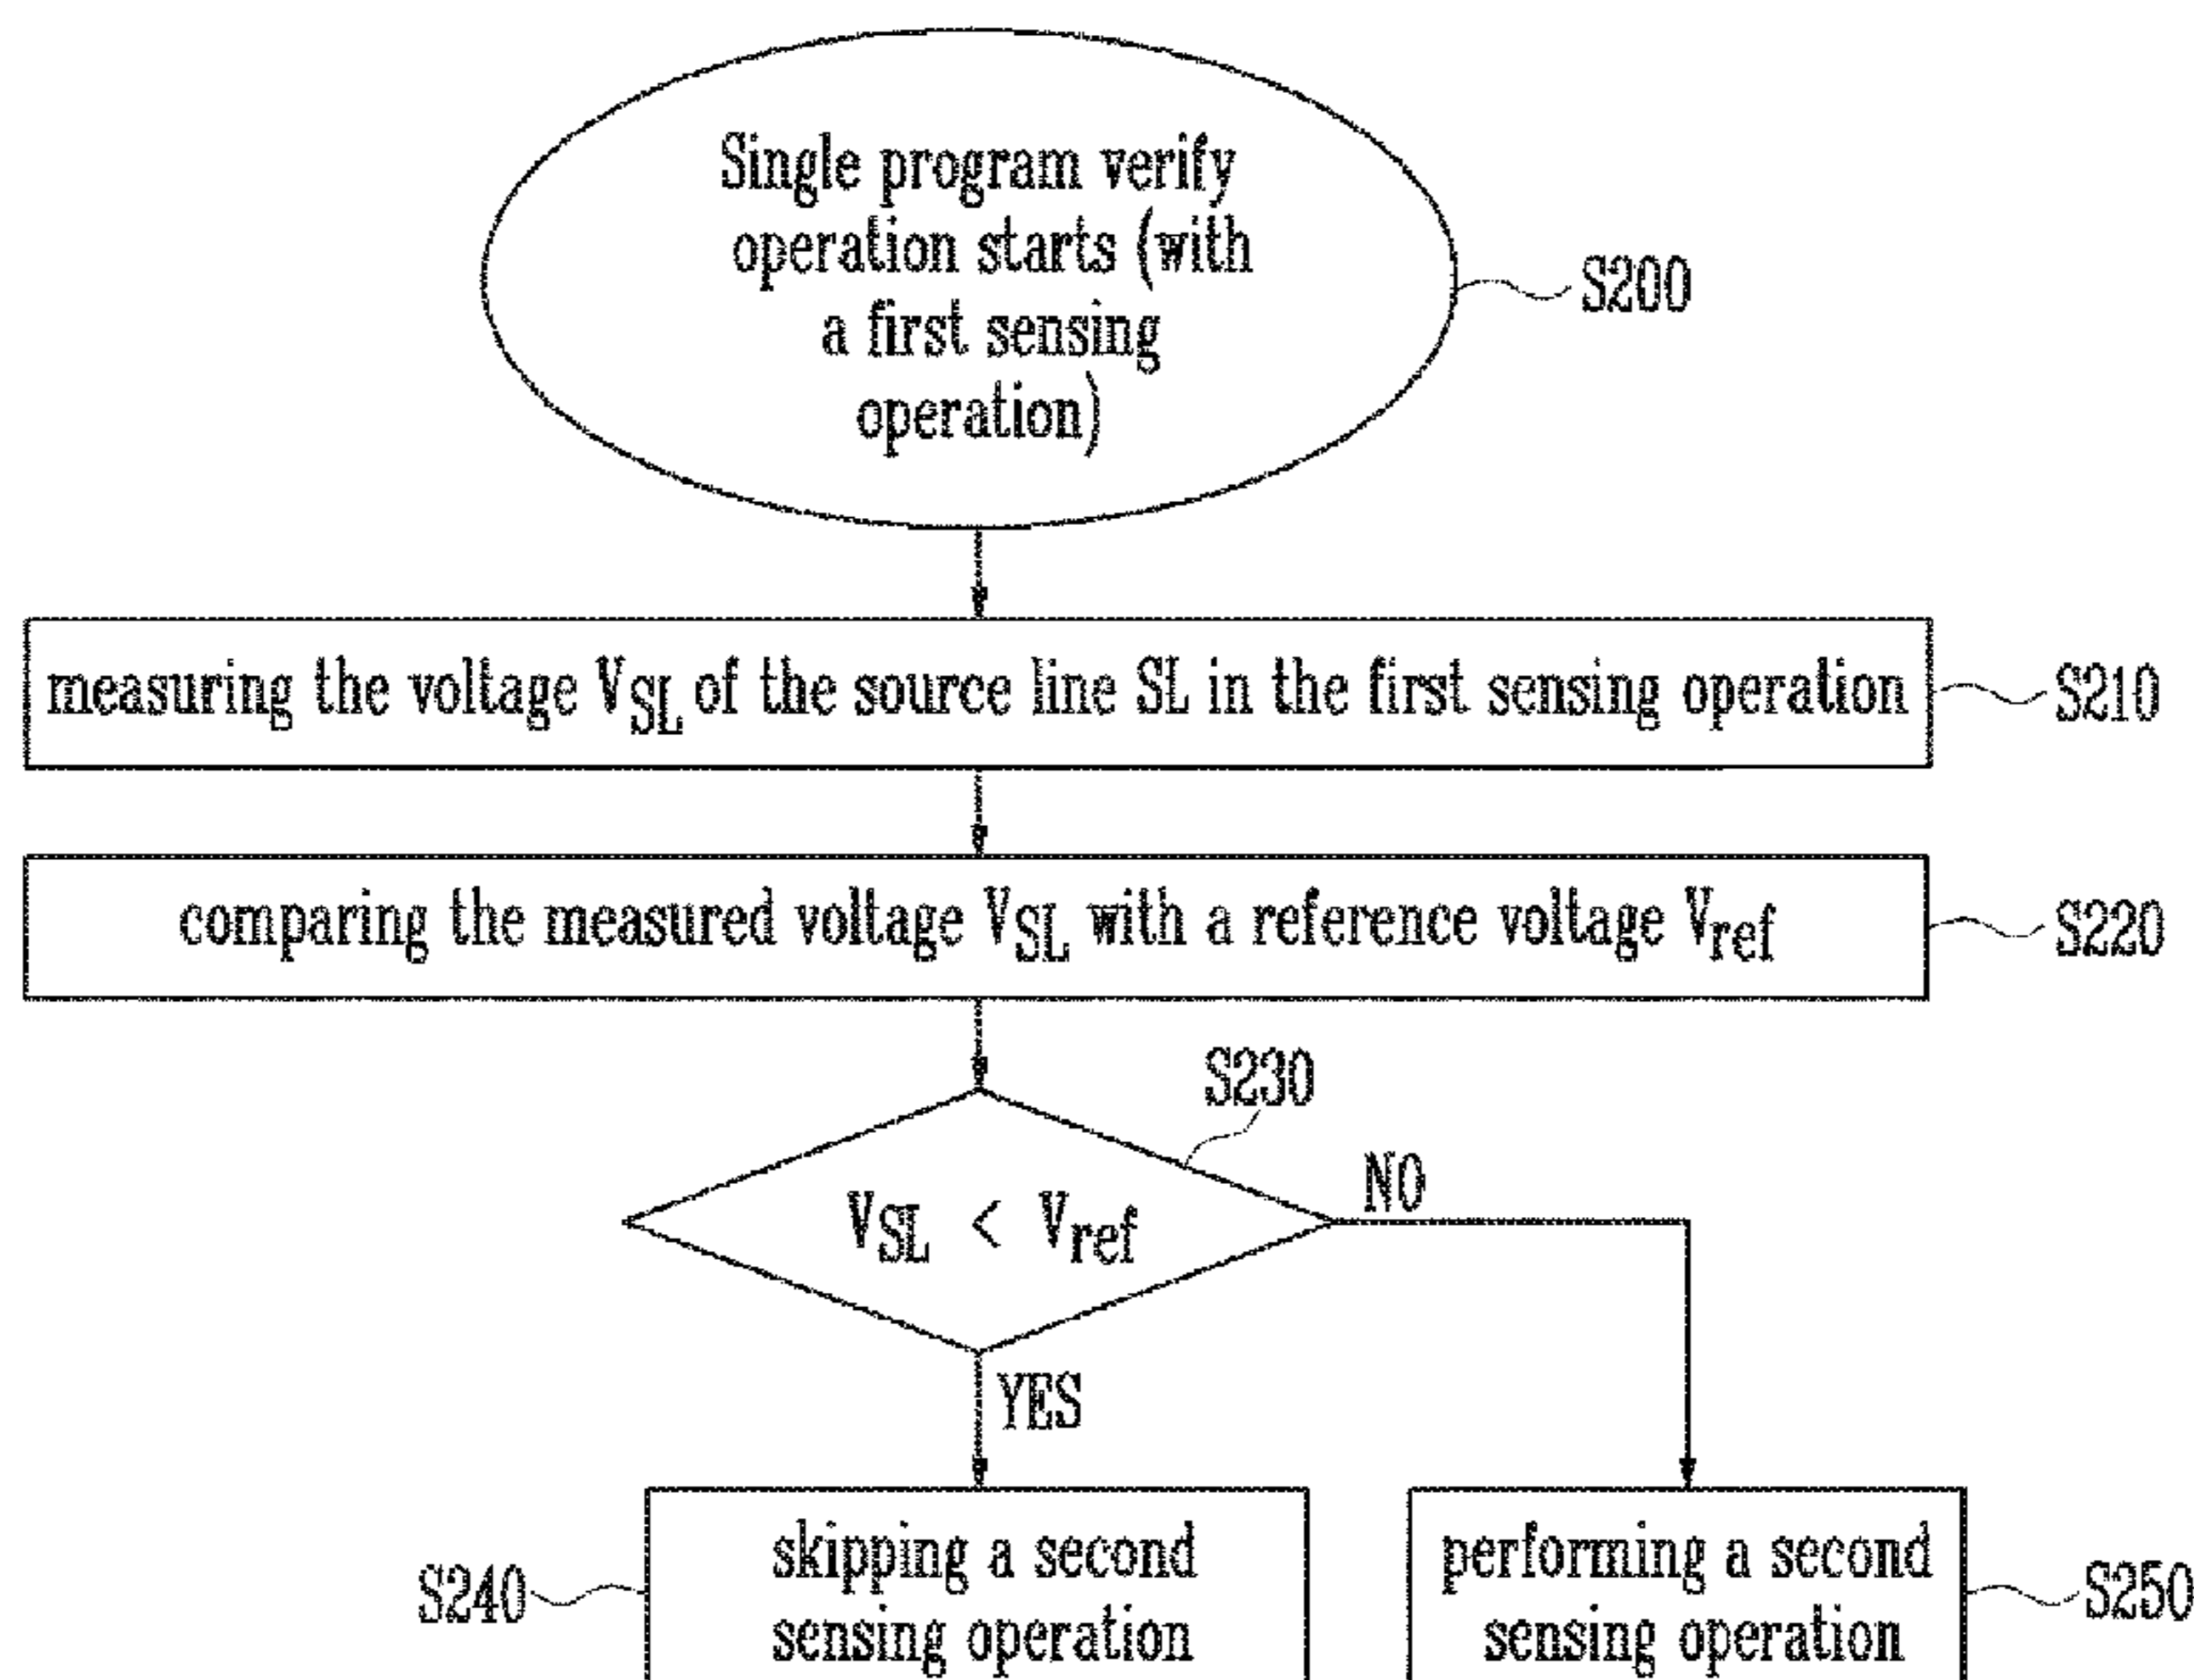 Single program verify
operation starts (with
a first sensing
operation)
S200
measuring the voltage VSL of the source line SL in the first sensing operation
S210
comparing the measured voltage VSL with a reference voltage Vref
S220
S230
VSL < Vref
NO
YES
S240
skipping a second
sensing operation
performing a second
sensing operation
S250